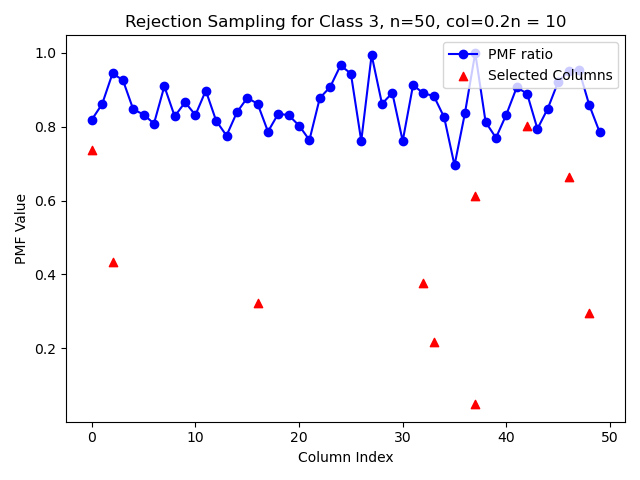 Rejection Sampling for Class 3, n=50, col=0.2n = 10
PMF ratio
Selected Columns
PMF Value
1.0
0.8
0.6
0.4
0.2
0 10 20 30 40 50
Column Index